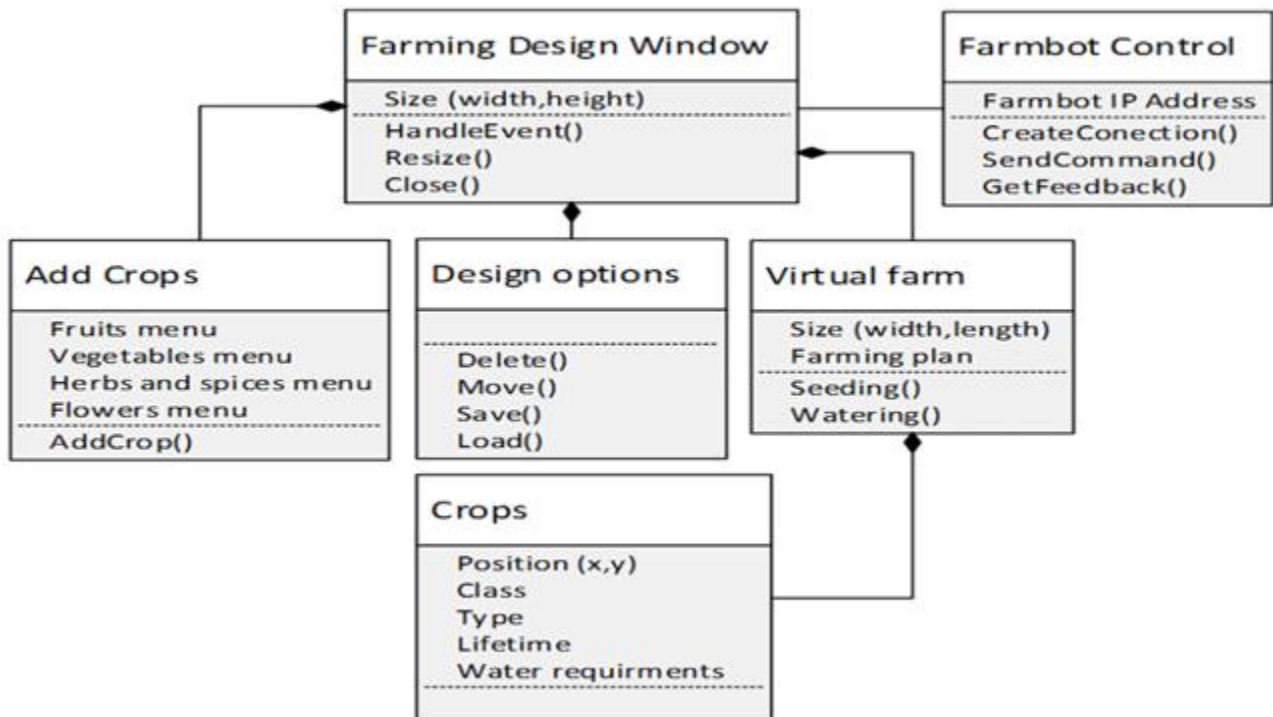 Farming Design Window
Size (width,height)
HandleEvent()
Resize()
Close()
Farmbot Control
Farmbot IP Address
CreateConection()
SendCommand()
GetFeedback()
Add Crops
Fruits menu
Vegetables menu
Herbs and spices menu
Flowers menu
AddCrop()
Design options
Delete()
Move()
Save()
Load()
Virtual farm
Size (width,length)
Farming plan
Seeding()
Watering()
Crops
Position (x,y)
Class
Type
Lifetime
Water requirments